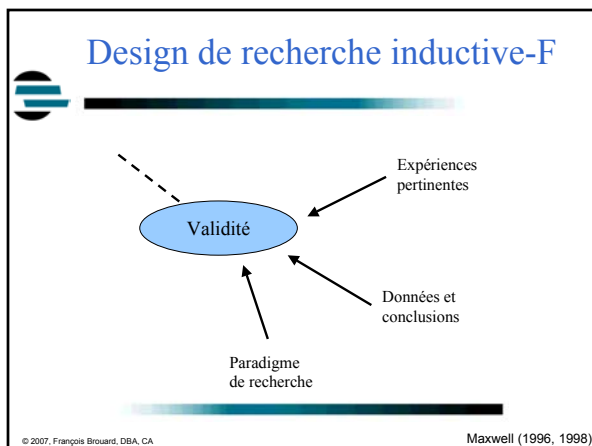 Design de recherche inductive-F
Expériences
pertinentes
Validité
Données et
conclusions
Paradigme
de recherche
© 2007, François Brouard, DBA, CA
Maxwell (1996, 1998)